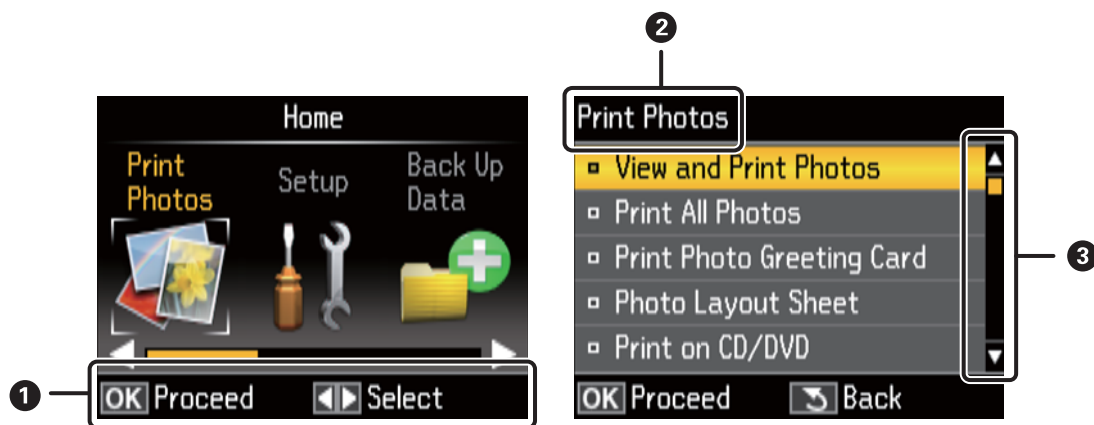 2
Home
Print Photos
Setup
Back Up Data
OK Proceed
Select
1
Print Photos
View and Print Photos
Print All Photos
Print Photo Greeting Card
Photo Layout Sheet
Print on CD/DVD
OK Proceed
Back
3